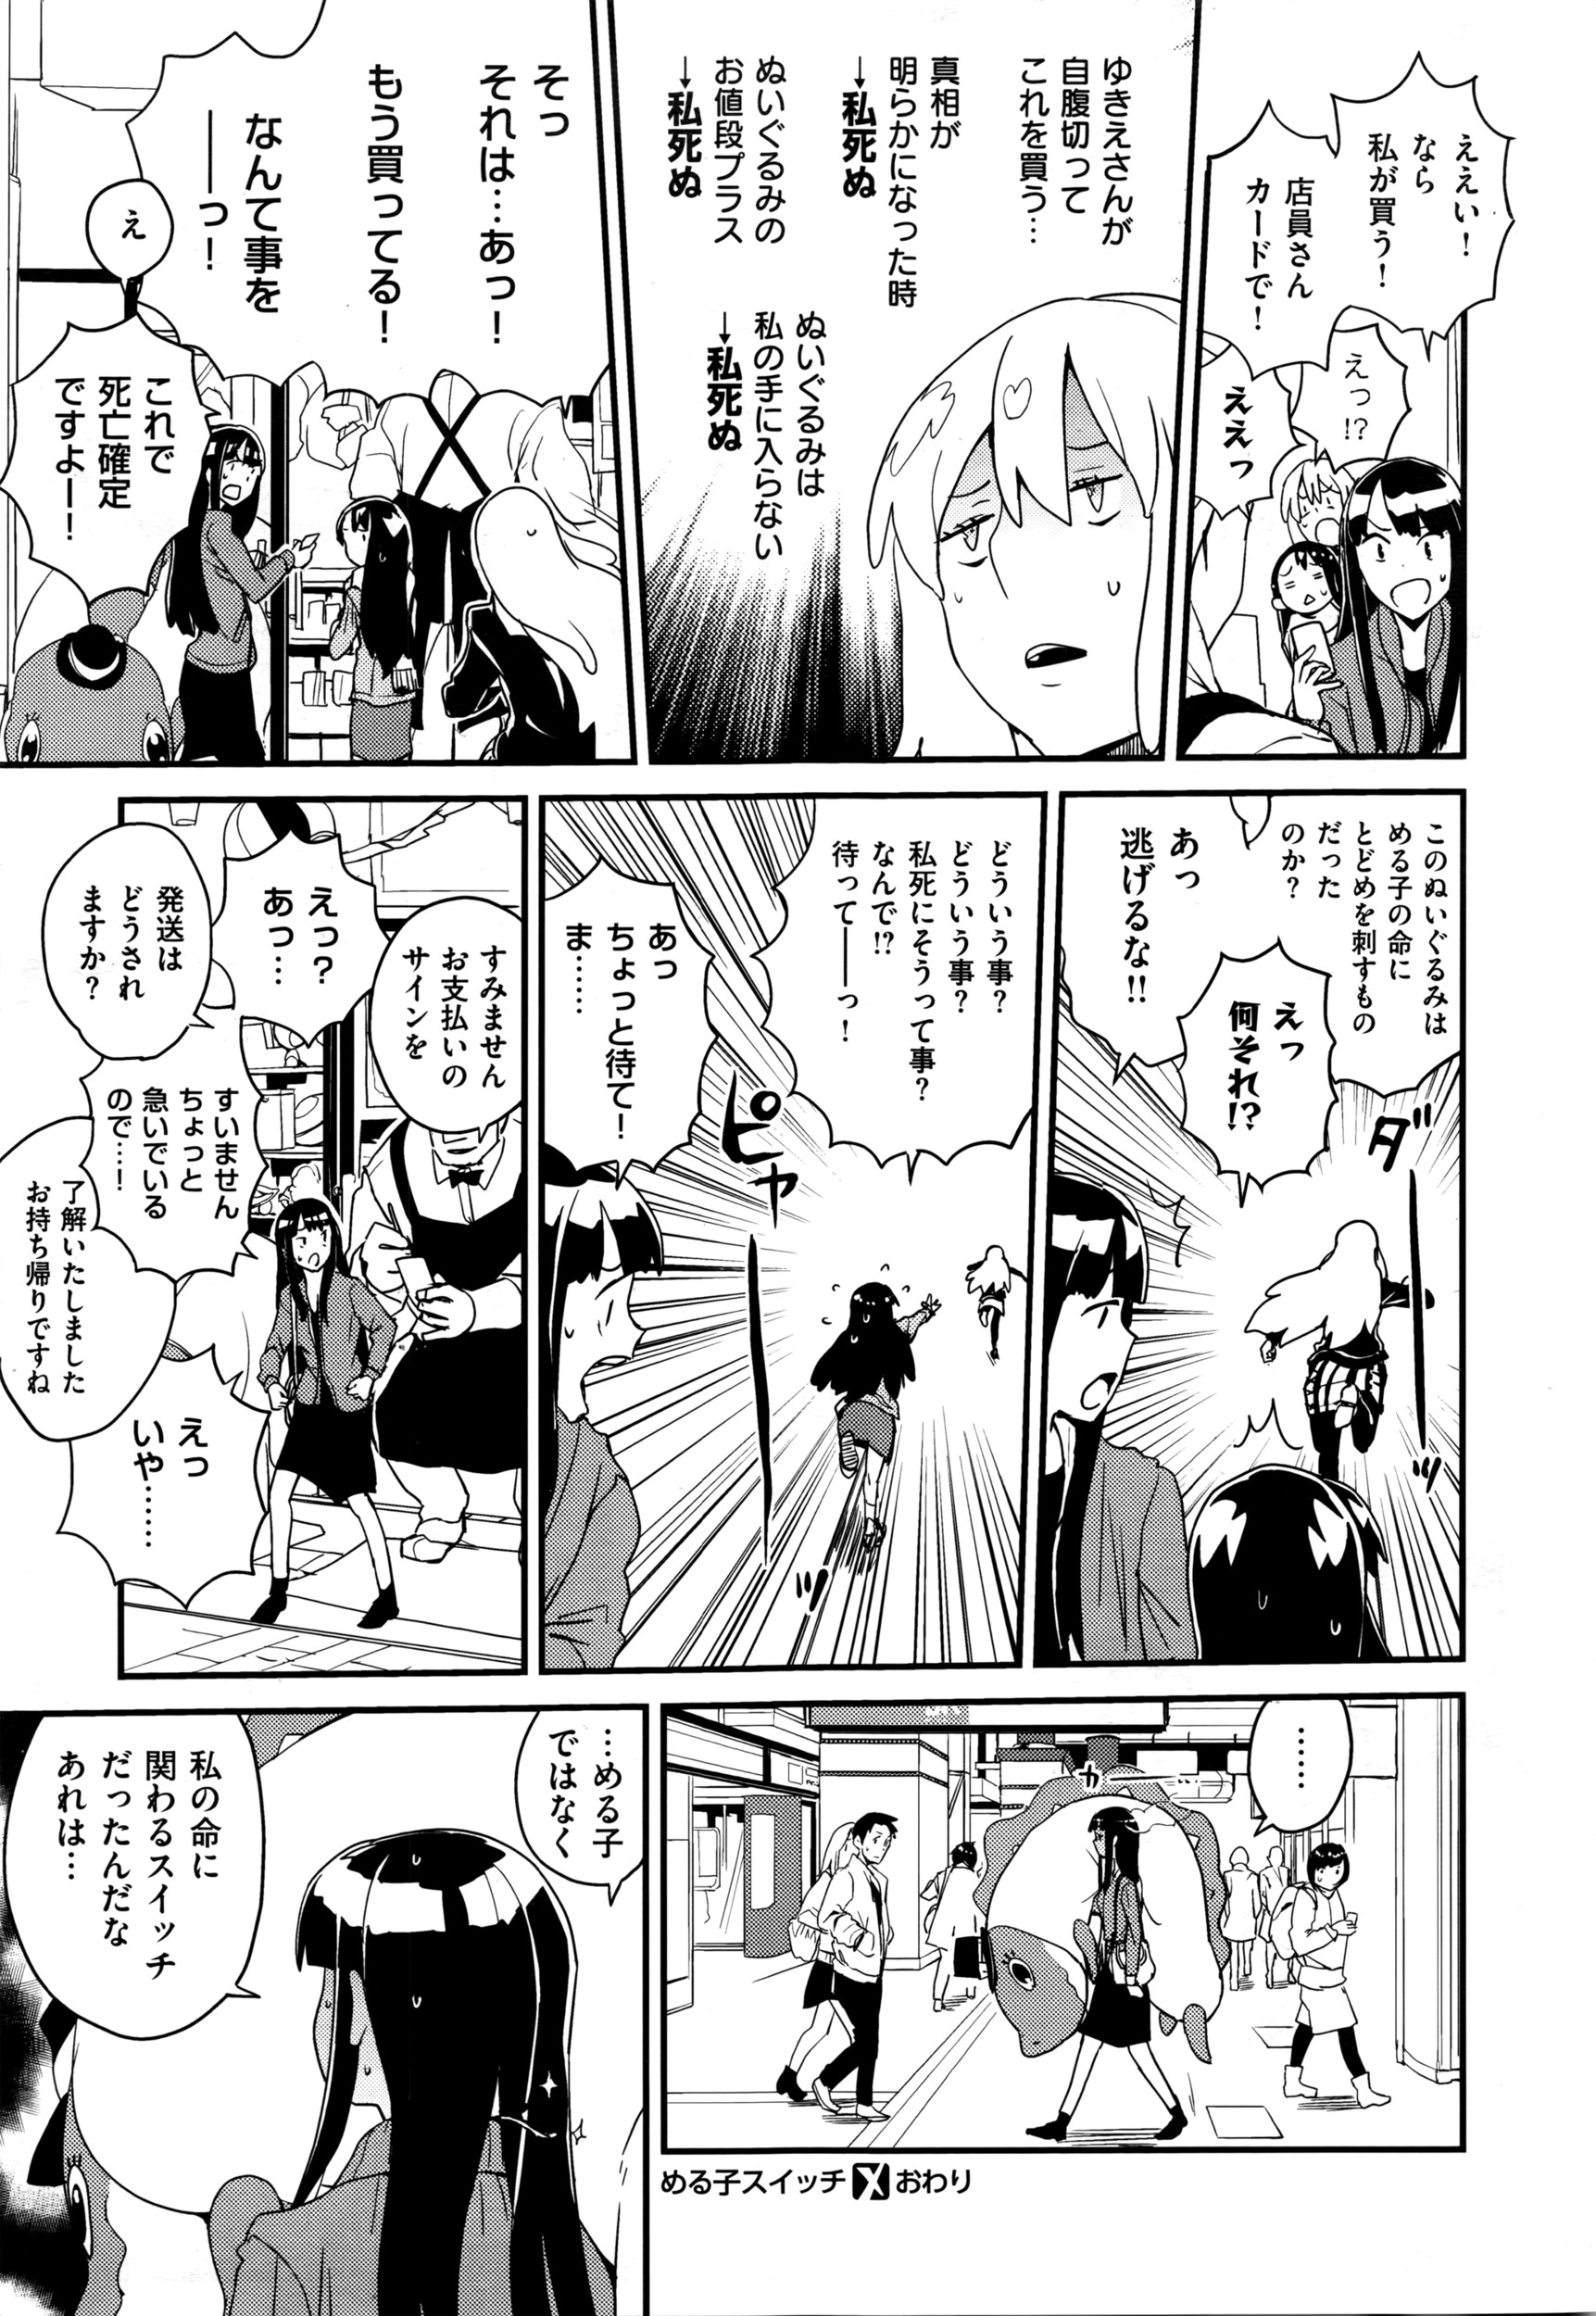 ええい！
なら
私が買う！
店員さん
カードで！
えっ!?
ええっ
ゆきえさんが
自腹切って
これを買う…
真相が
明らかになった時
→私死ぬ
ぬいぐるみの
お値段プラス
→私死ぬ
ぬいぐるみは
私の手に入らない
→私死ぬ
そっ
それは…あっ！
もう買ってる！
なんて事を
――っ！
え
これで
死亡確定
ですよー！
このぬいぐるみは
める子の命に
とどめを刺すもの
だった
のか？
えっ
何それ!?
あっ
逃げるな!!
ダーッ
どういう事？
どういう事？
私死にそうって事？
なんで!?
待って――っ！
ピャーッ
あっ
ちょっと待て！
ま……
すみません
お支払いの
サインを
えっ？
あっ…
発送は
どうされ
ますか？
すいません
ちょっと
急いでいる
ので…！
了解いたしました
お持ち帰りですね
えっ
いや……
……
カー…
…める子
ではなく
私の命に
関わるスイッチ
だったんだな
あれは…
める子スイッチXおわり